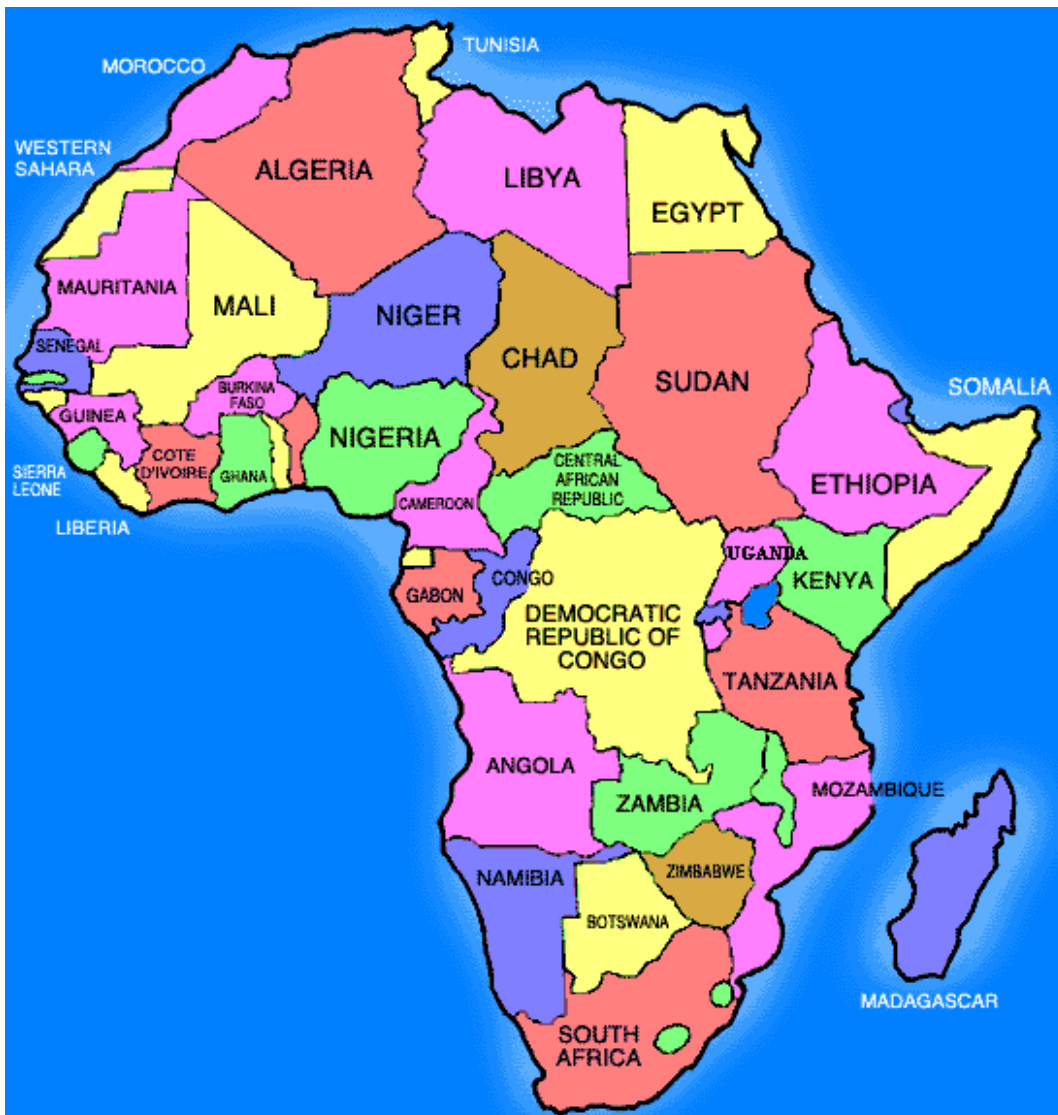 TUNISIA
MOROCCO
WESTERN
SAHARA
ALGERIA
LIBYA
EGYPT
MAURITANIA
MALI
NIGER
CHAD
SUDAN
SENEGAL
SOMALIA
BURKINA
FASO
GUINEA
NIGERIA
COTE
D'IVOIRE
GHANA
CENTRAL
AFRICAN
REPUBLIC
SIERRA
LEONE
ETHIOPIA
CAMEROON
LIBERIA
UGANDA
CONGO
KENYA
GABON
DEMOCRATIC
REPUBLIC OF
CONGO
TANZANIA
ANGOLA
MOZAMBIQUE
ZAMBIA
NAMIBIA
ZIMBABWE
BOTSWANA
MADAGASCAR
SOUTH
AFRICA